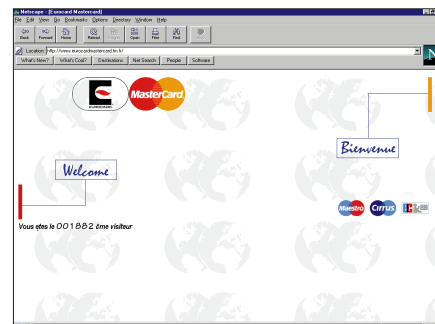 Netscape - [Eurocard Mastercard]
File Edit View Go Bookmarks Options Directory Window Help
Back Forward Home Reload Images Open Print Find Stop
Location: http://www.eurocardmastercard.tm.fr/
What's New? What's Cool? Destinations Net Search People Software
EUROCARD
MasterCard
Bienvenue
Welcome
Maestro Cirrus
Vous êtes le 001882 ème visiteur